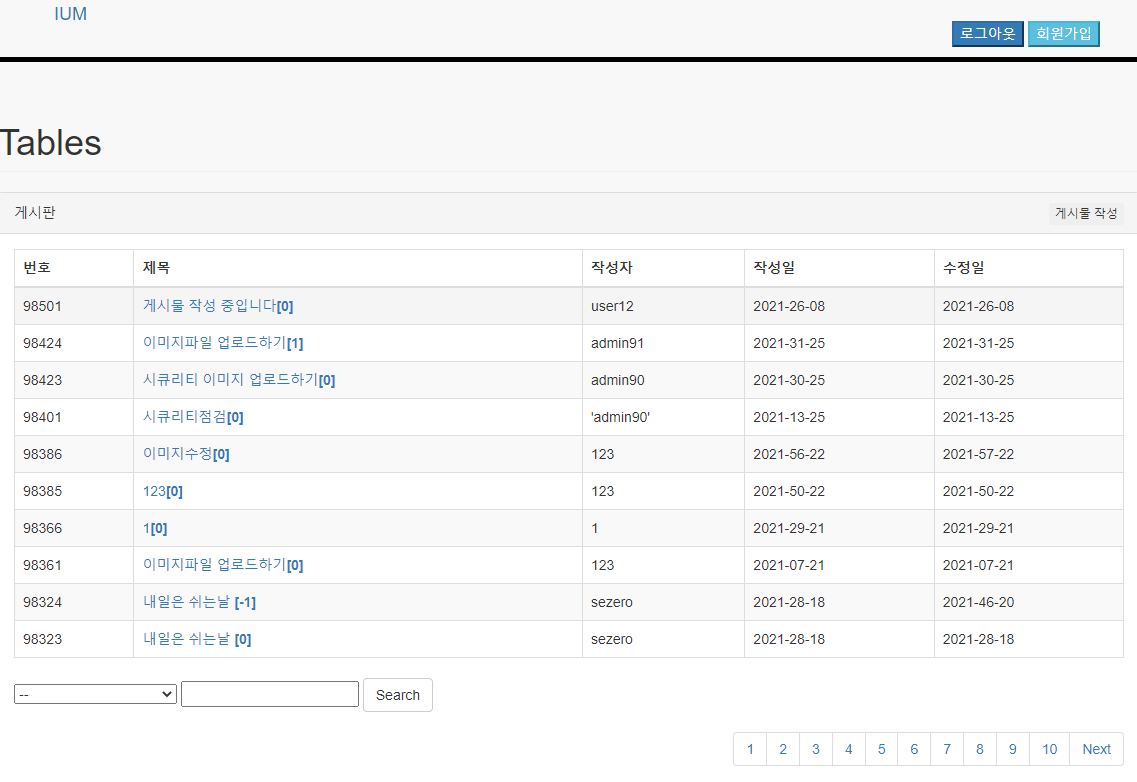 IUM
로그아웃 회원가입
Tables
게시판 게시물 작성
번호 제목 작성자 작성일 수정일
98501 게시물 작성 중입니다[0] user12 2021-26-08 2021-26-08
98424 이미지파일 업로드하기[1] admin91 2021-31-25 2021-31-25
98423 시큐리티 이미지 업로드하기[0] admin90 2021-30-25 2021-30-25
98401 시큐리티점검[0] 'admin90' 2021-13-25 2021-13-25
98386 이미지수정[0] 123 2021-56-22 2021-57-22
98385 123[0] 123 2021-50-22 2021-50-22
98366 1[0] 1 2021-29-21 2021-29-21
98361 이미지파일 업로드하기[0] 123 2021-07-21 2021-07-21
98324 내일은 쉬는날 [-1] sezero 2021-28-18 2021-46-20
98323 내일은 쉬는날 [0] sezero 2021-28-18 2021-28-18
-- Search
1 2 3 4 5 6 7 8 9 10 Next